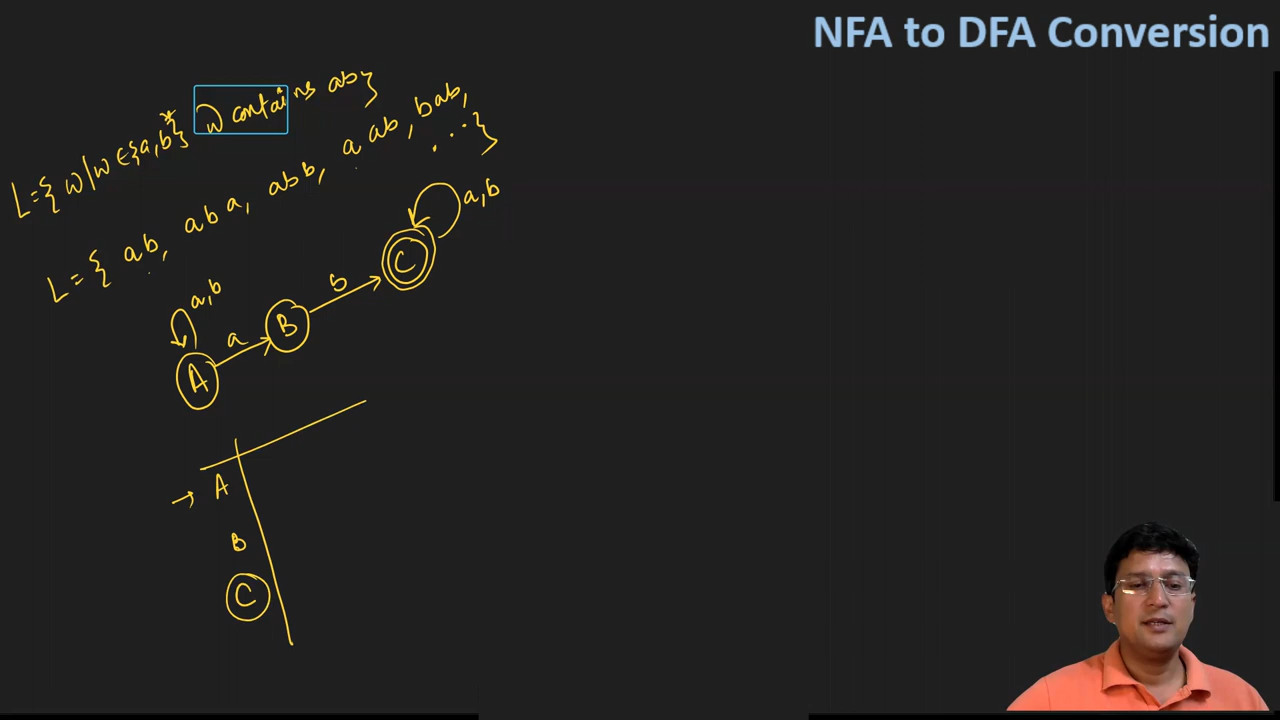 NFA to DFA Conversion
L={ w|w∈{a,b}* w contains ab}
L={ ab, aba, abb, aab, bab, ...}
a,b
C
b
B
a,b
a
A
→ A
B
C